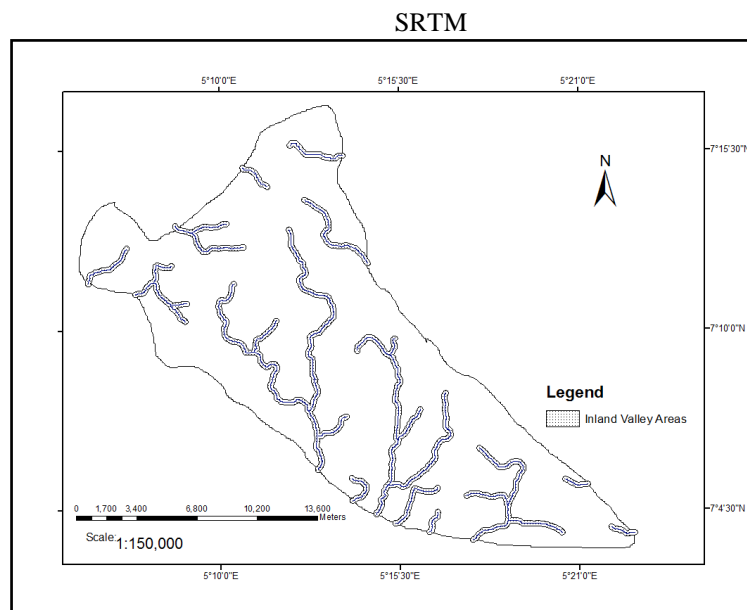 SRTM
5°10'0"E 5°15'30"E 5°21'0"E
7°15'30"N
N
7°10'0"N
Legend
Inland Valley Areas
0 1,700 3,400 6,800 10,200 13,600
Meters
7°4'30"N
Scale: 1:150,000
5°10'0"E 5°15'30"E 5°21'0"E